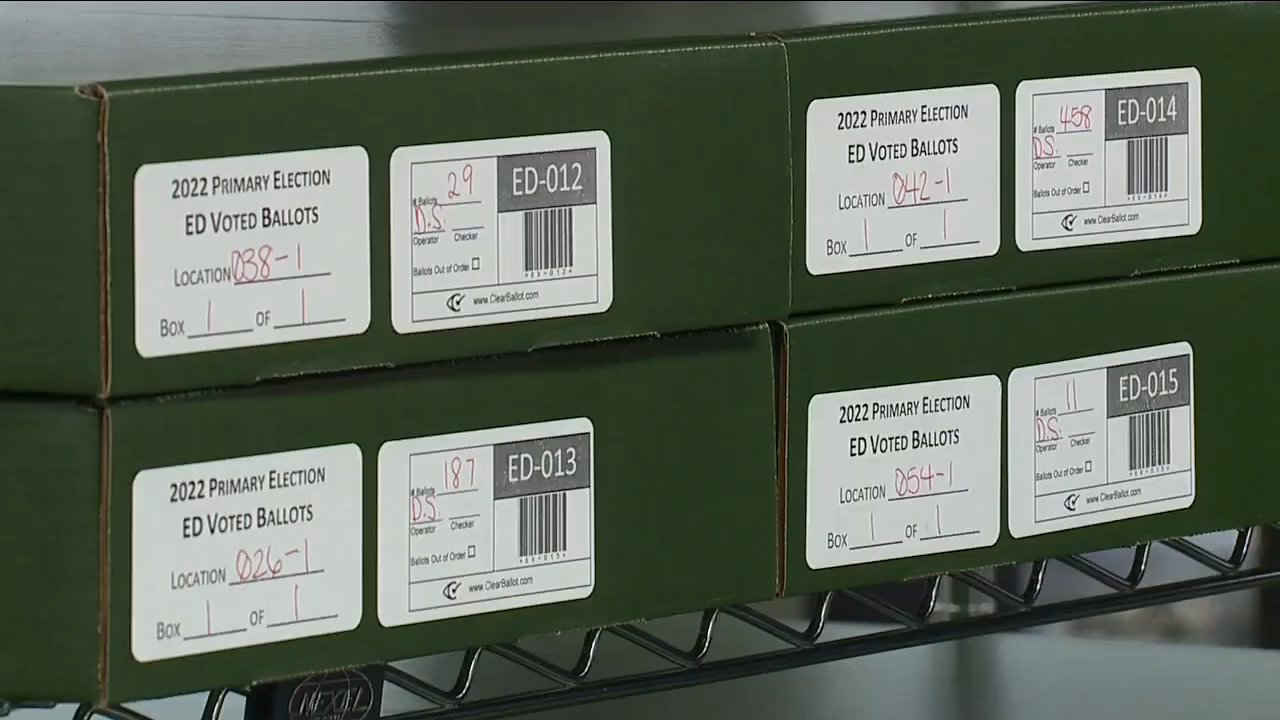 2022 PRIMARY ELECTION
ED VOTED BALLOTS
LOCATION 038-1
BOX 1 OF 1
29
# Ballots
D.S.
Operator Checker
Ballots Out of Order
ED-012
*ED-012*
www.ClearBallot.com
2022 PRIMARY ELECTION
ED VOTED BALLOTS
LOCATION 042-1
BOX 1 OF 1
# Ballots 458
D.S.
Operator Checker
Ballots Out of Order
ED-014
www.ClearBallot.com
2022 PRIMARY ELECTION
ED VOTED BALLOTS
LOCATION 026-1
BOX 1 OF 1
# Ballots 187
D.S.
Operator Checker
Ballots Out of Order
ED-013
www.ClearBallot.com
2022 PRIMARY ELECTION
ED VOTED BALLOTS
LOCATION 054-1
BOX 1 OF 1
# Ballots 11
D.S.
Operator Checker
Ballots Out of Order
ED-015
www.ClearBallot.com